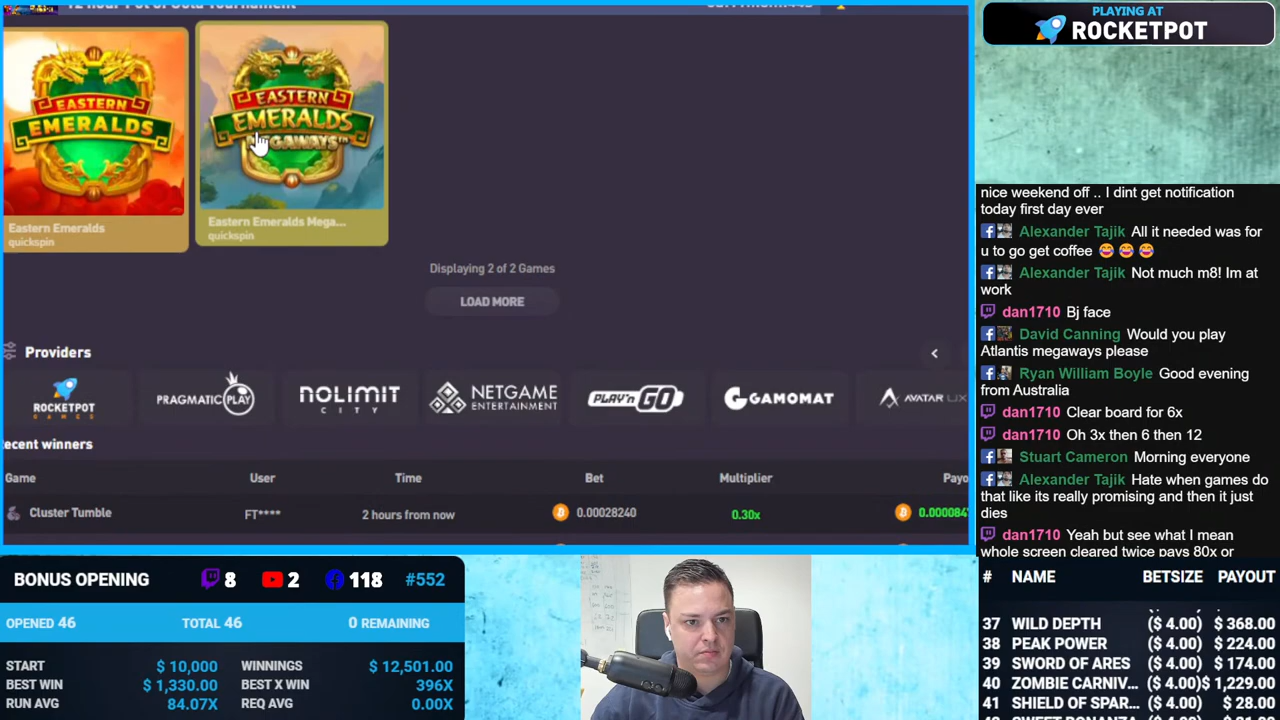 PLAYING AT
ROCKETPOT
EASTERN
EMERALDS
EASTERN
EMERALDS
MEGAWAYS™
Eastern Emeralds
quickspin
Eastern Emeralds Mega...
quickspin
Displaying 2 of 2 Games
LOAD MORE
Providers
ROCKETPOT
GAMES
PRAGMATIC PLAY
NOLIMIT
CITY
NETGAME
ENTERTAINMENT
PLAY'n GO
GAMOMAT
AVATAR UX
ecent winners
Game User Time Bet Multiplier Payo
Cluster Tumble FT**** 2 hours from now 0.00028240 0.30x 0.000084
nice weekend off .. I dint get notification
today first day ever
Alexander Tajik All it needed was for
u to go get coffee 😂 😂 😂
Alexander Tajik Not much m8! Im at
work
dan1710 Bj face
David Canning Would you play
Atlantis megaways please
Ryan William Boyle Good evening
from Australia
dan1710 Clear board for 6x
dan1710 Oh 3x then 6 then 12
Stuart Cameron Morning everyone
Alexander Tajik Hate when games do
that like its really promising and then it just
dies
dan1710 Yeah but see what I mean
whole screen cleared twice pays 80x or
BONUS OPENING 8 2 118 #552
OPENED 46 TOTAL 46 0 REMAINING
START $ 10,000 WINNINGS $ 12,501.00
BEST WIN $ 1,330.00 BEST X WIN 396X
RUN AVG 84.07X REQ AVG 0.00X
# NAME BETSIZE PAYOUT
37 WILD DEPTH ($ 4.00) $ 368.00
38 PEAK POWER ($ 4.00) $ 224.00
39 SWORD OF ARES ($ 4.00) $ 174.00
40 ZOMBIE CARNIV... ($ 4.00)$ 1,229.00
41 SHIELD OF SPAR... ($ 4.00) $ 28.00